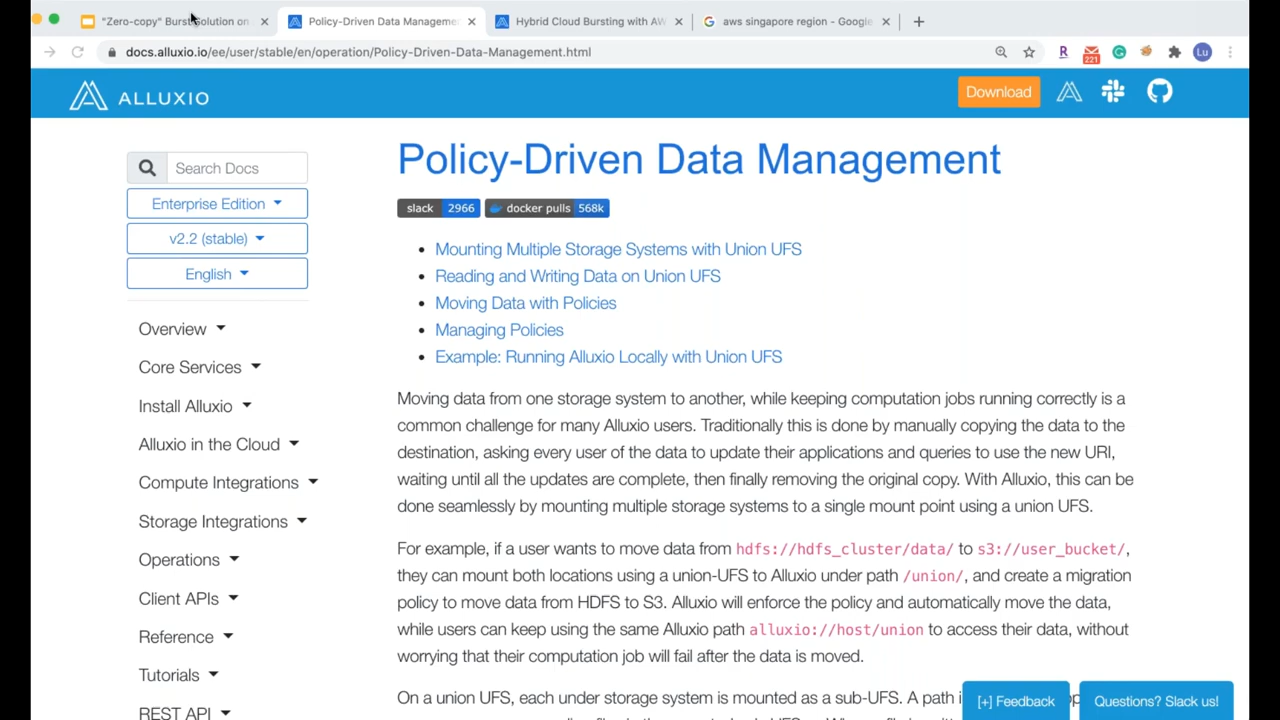 "Zero-copy" Burst Solution on
Policy-Driven Data Management
Hybrid Cloud Bursting with AW
aws singapore region - Google
docs.alluxio.io/ee/user/stable/en/operation/Policy-Driven-Data-Management.html
221
Lu
ALLUXIO
Download
Search Docs
Enterprise Edition
v2.2 (stable)
English
Overview
Core Services
Install Alluxio
Alluxio in the Cloud
Compute Integrations
Storage Integrations
Operations
Client APIs
Reference
Tutorials
REST API
Policy-Driven Data Management
slack 2966 docker pulls 568k
Mounting Multiple Storage Systems with Union UFS
Reading and Writing Data on Union UFS
Moving Data with Policies
Managing Policies
Example: Running Alluxio Locally with Union UFS
Moving data from one storage system to another, while keeping computation jobs running correctly is a
common challenge for many Alluxio users. Traditionally this is done by manually copying the data to the
destination, asking every user of the data to update their applications and queries to use the new URI,
waiting until all the updates are complete, then finally removing the original copy. With Alluxio, this can be
done seamlessly by mounting multiple storage systems to a single mount point using a union UFS.
For example, if a user wants to move data from hdfs://hdfs_cluster/data/ to s3://user_bucket/,
they can mount both locations using a union-UFS to Alluxio under path /union/, and create a migration
policy to move data from HDFS to S3. Alluxio will enforce the policy and automatically move the data,
while users can keep using the same Alluxio path alluxio://host/union to access their data, without
worrying that their computation job will fail after the data is moved.
On a union UFS, each under storage system is mounted as a sub-UFS. A path i
[+] Feedback
Questions? Slack us!